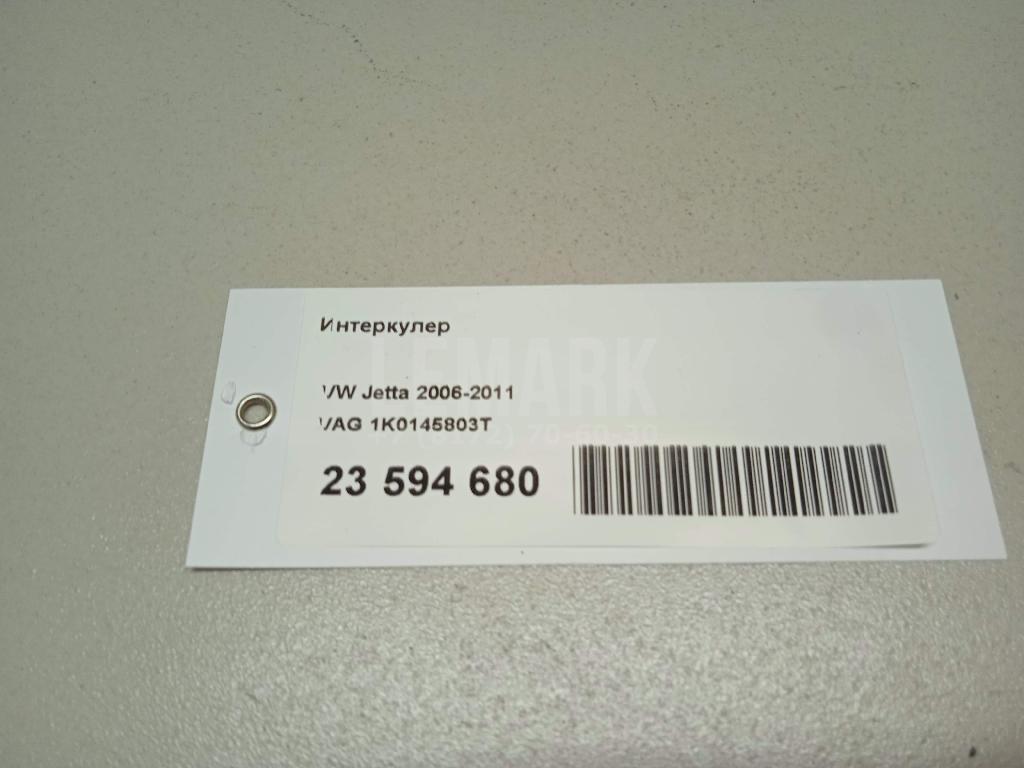 Интеркулер
LEMARK
VW Jetta 2006-2011
VAG 1K0145803T
23 594 680